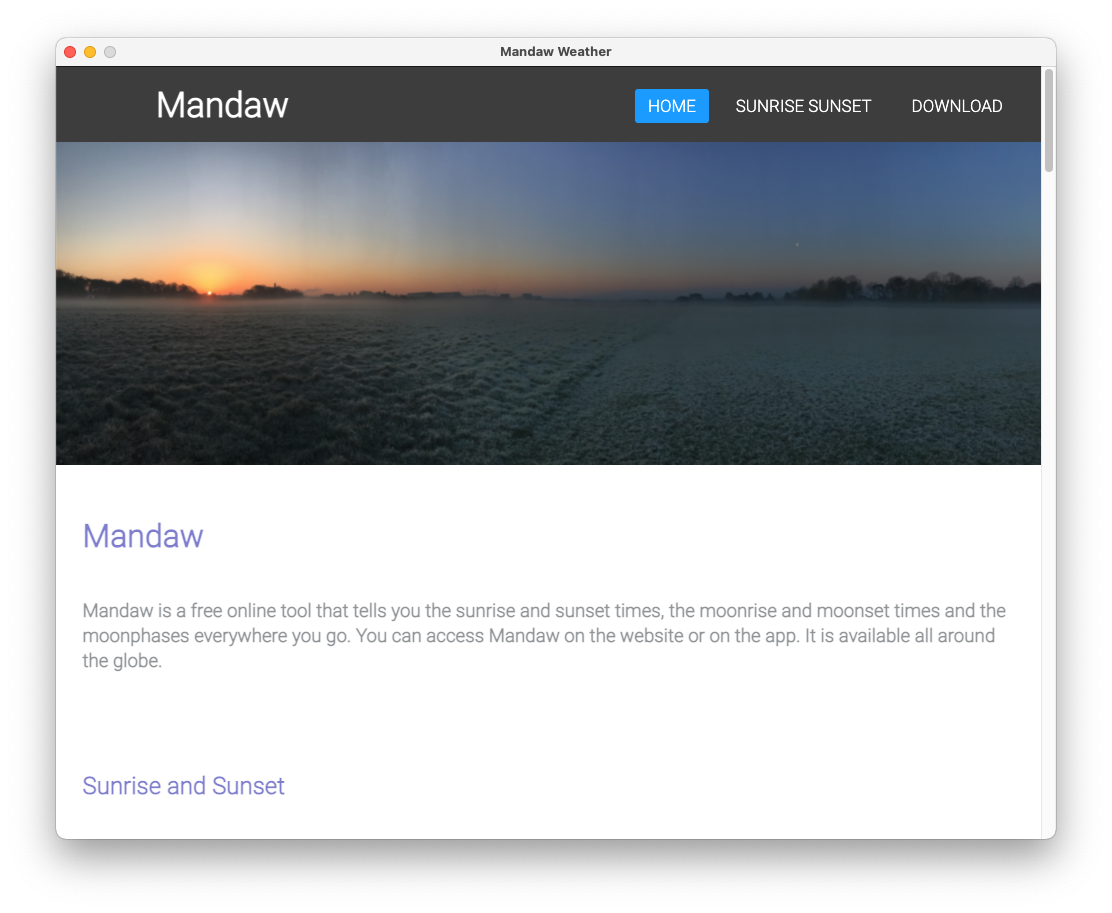 Mandaw Weather
Mandaw
HOME
SUNRISE SUNSET
DOWNLOAD
Mandaw
Mandaw is a free online tool that tells you the sunrise and sunset times, the moonrise and moonset times and the
moonphases everywhere you go. You can access Mandaw on the website or on the app. It is available all around
the globe.
Sunrise and Sunset